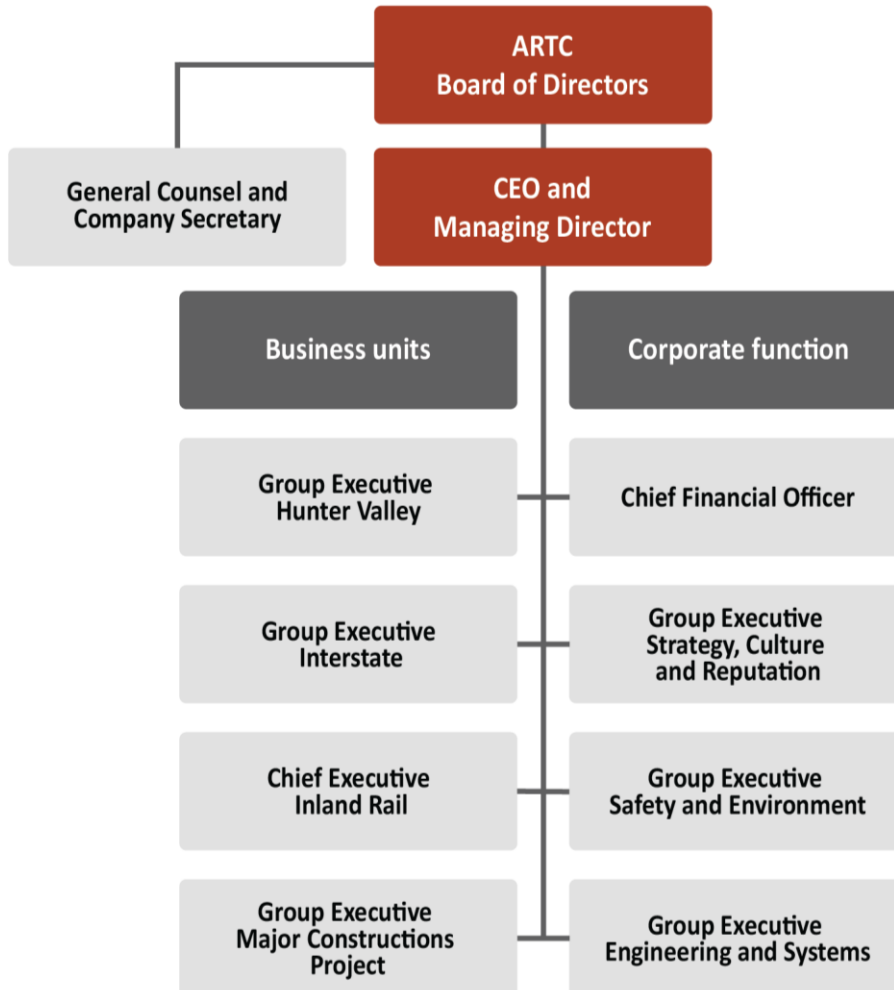 ARTC
Board of Directors
General Counsel and
Company Secretary
CEO and
Managing Director
Business units
Corporate function
Group Executive
Hunter Valley
Chief Financial Officer
Group Executive
Interstate
Group Executive
Strategy, Culture
and Reputation
Chief Executive
Inland Rail
Group Executive
Safety and Environment
Group Executive
Major Constructions
Project
Group Executive
Engineering and Systems